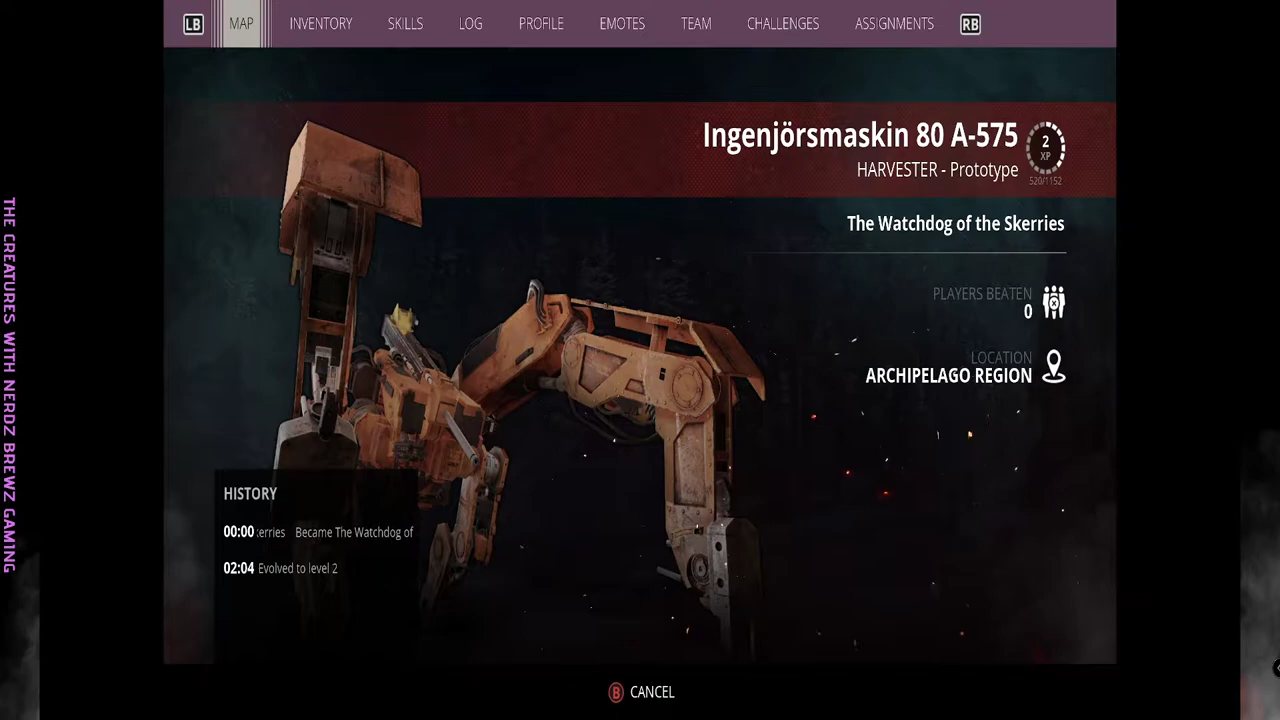 LB MAP INVENTORY SKILLS LOG PROFILE EMOTES TEAM CHALLENGES ASSIGNMENTS RB
Ingenjörsmaskin 80 A-575
HARVESTER - Prototype
2
XP
520/1152
The Watchdog of the Skerries
PLAYERS BEATEN
0
LOCATION
ARCHIPELAGO REGION
HISTORY
00:00 :erries Became The Watchdog of
02:04 Evolved to level 2
B CANCEL
THE CREATURES WITH NERDZ BREWZ GAMING